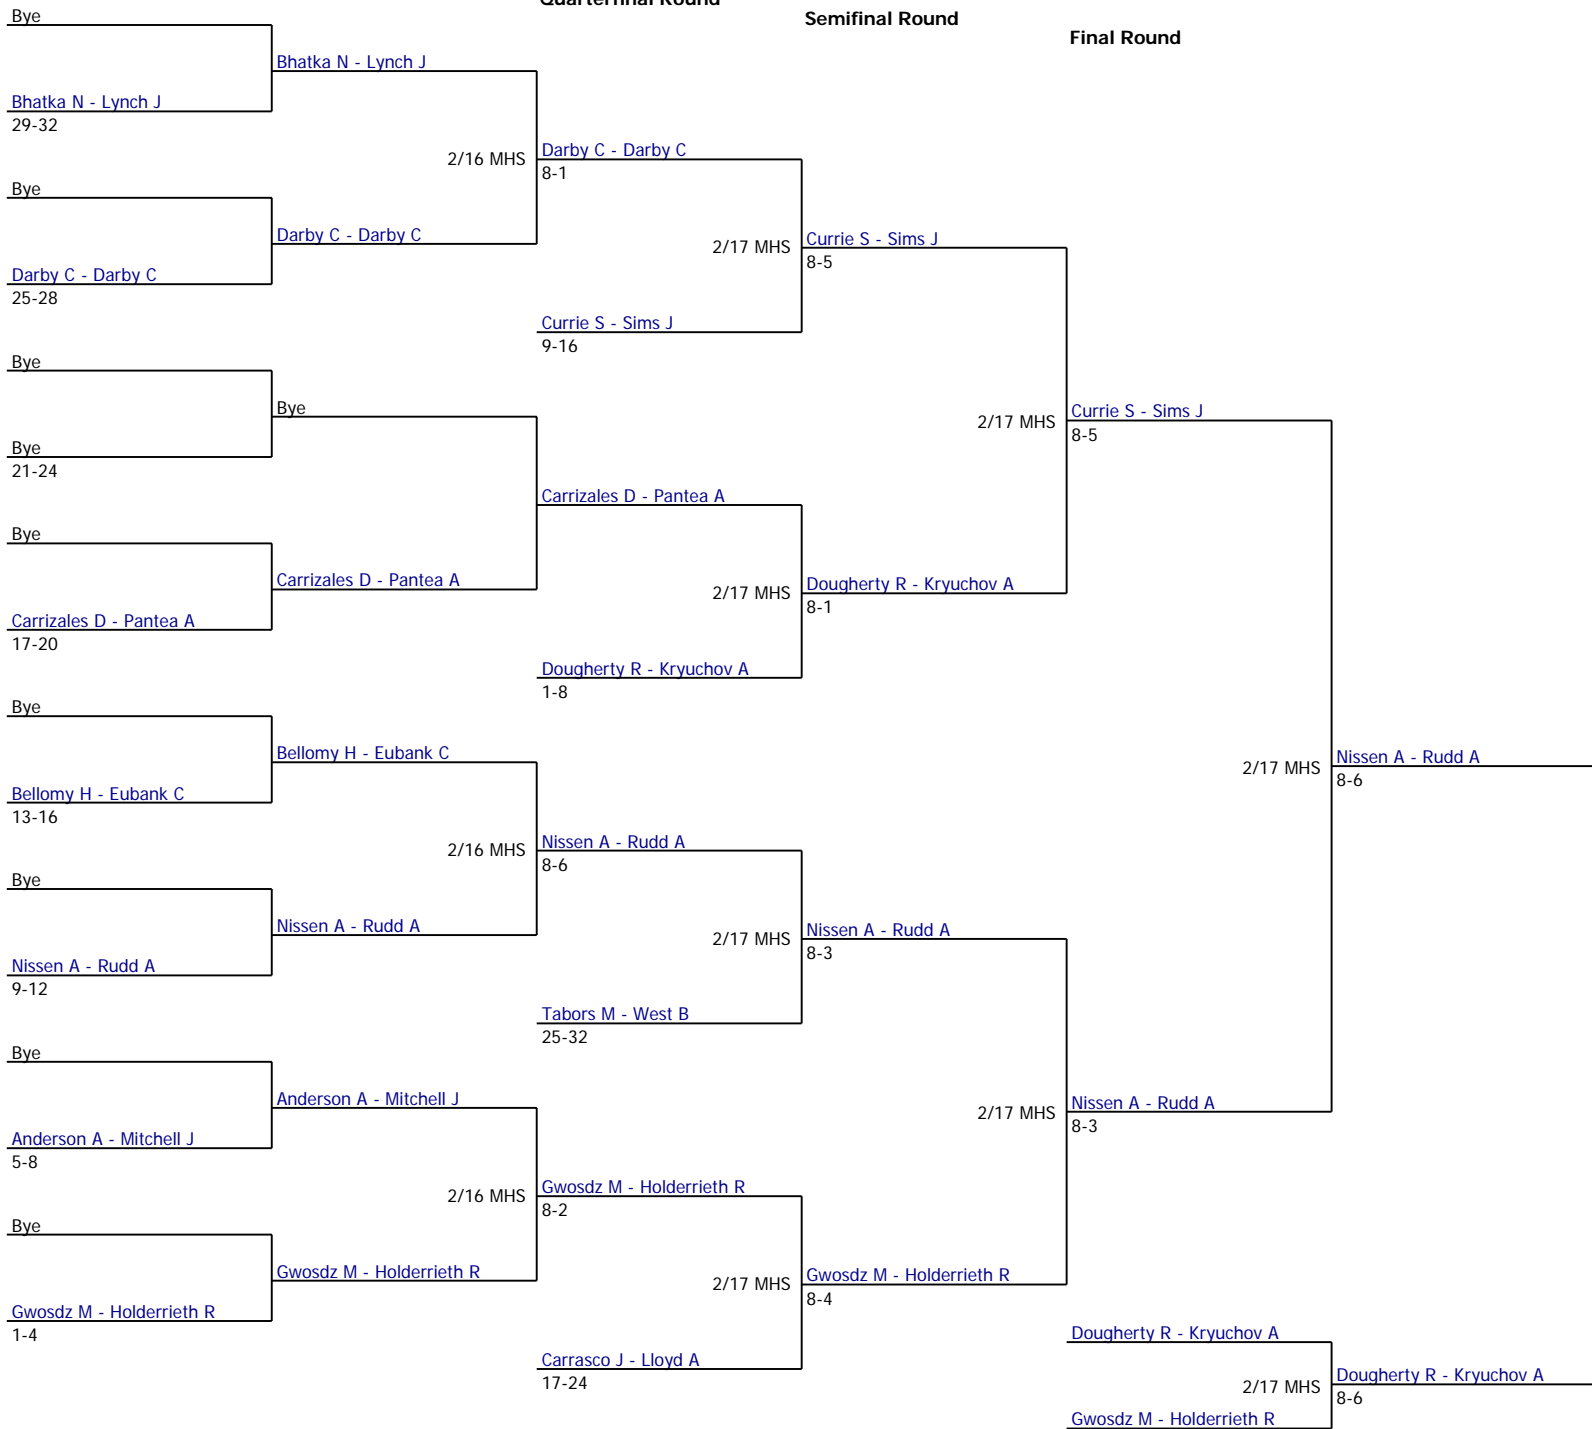 Quarterfinal Round
Semifinal Round
Final Round
Bye
Bhatka N - Lynch J
Bhatka N - Lynch J
29-32
2/16 MHS
Darby C - Darby C
8-1
Bye
Darby C - Darby C
Darby C - Darby C
25-28
2/17 MHS
Currie S - Sims J
8-5
Currie S - Sims J
9-16
Bye
Bye
Bye
21-24
2/17 MHS
Currie S - Sims J
8-5
Carrizales D - Pantea A
Bye
Carrizales D - Pantea A
Carrizales D - Pantea A
17-20
2/17 MHS
Dougherty R - Kryuchov A
8-1
Dougherty R - Kryuchov A
1-8
Bye
Bellomy H - Eubank C
Bellomy H - Eubank C
13-16
2/17 MHS
Nissen A - Rudd A
8-6
2/16 MHS
Nissen A - Rudd A
8-6
Bye
Nissen A - Rudd A
Nissen A - Rudd A
9-12
2/17 MHS
Nissen A - Rudd A
8-3
Tabors M - West B
25-32
Bye
Anderson A - Mitchell J
Anderson A - Mitchell J
5-8
2/17 MHS
Nissen A - Rudd A
8-3
2/16 MHS
Gwosdz M - Holderrieth R
8-2
Bye
Gwosdz M - Holderrieth R
Gwosdz M - Holderrieth R
1-4
2/17 MHS
Gwosdz M - Holderrieth R
8-4
Carrasco J - Lloyd A
17-24
Dougherty R - Kryuchov A
2/17 MHS
Dougherty R - Kryuchov A
8-6
Gwosdz M - Holderrieth R